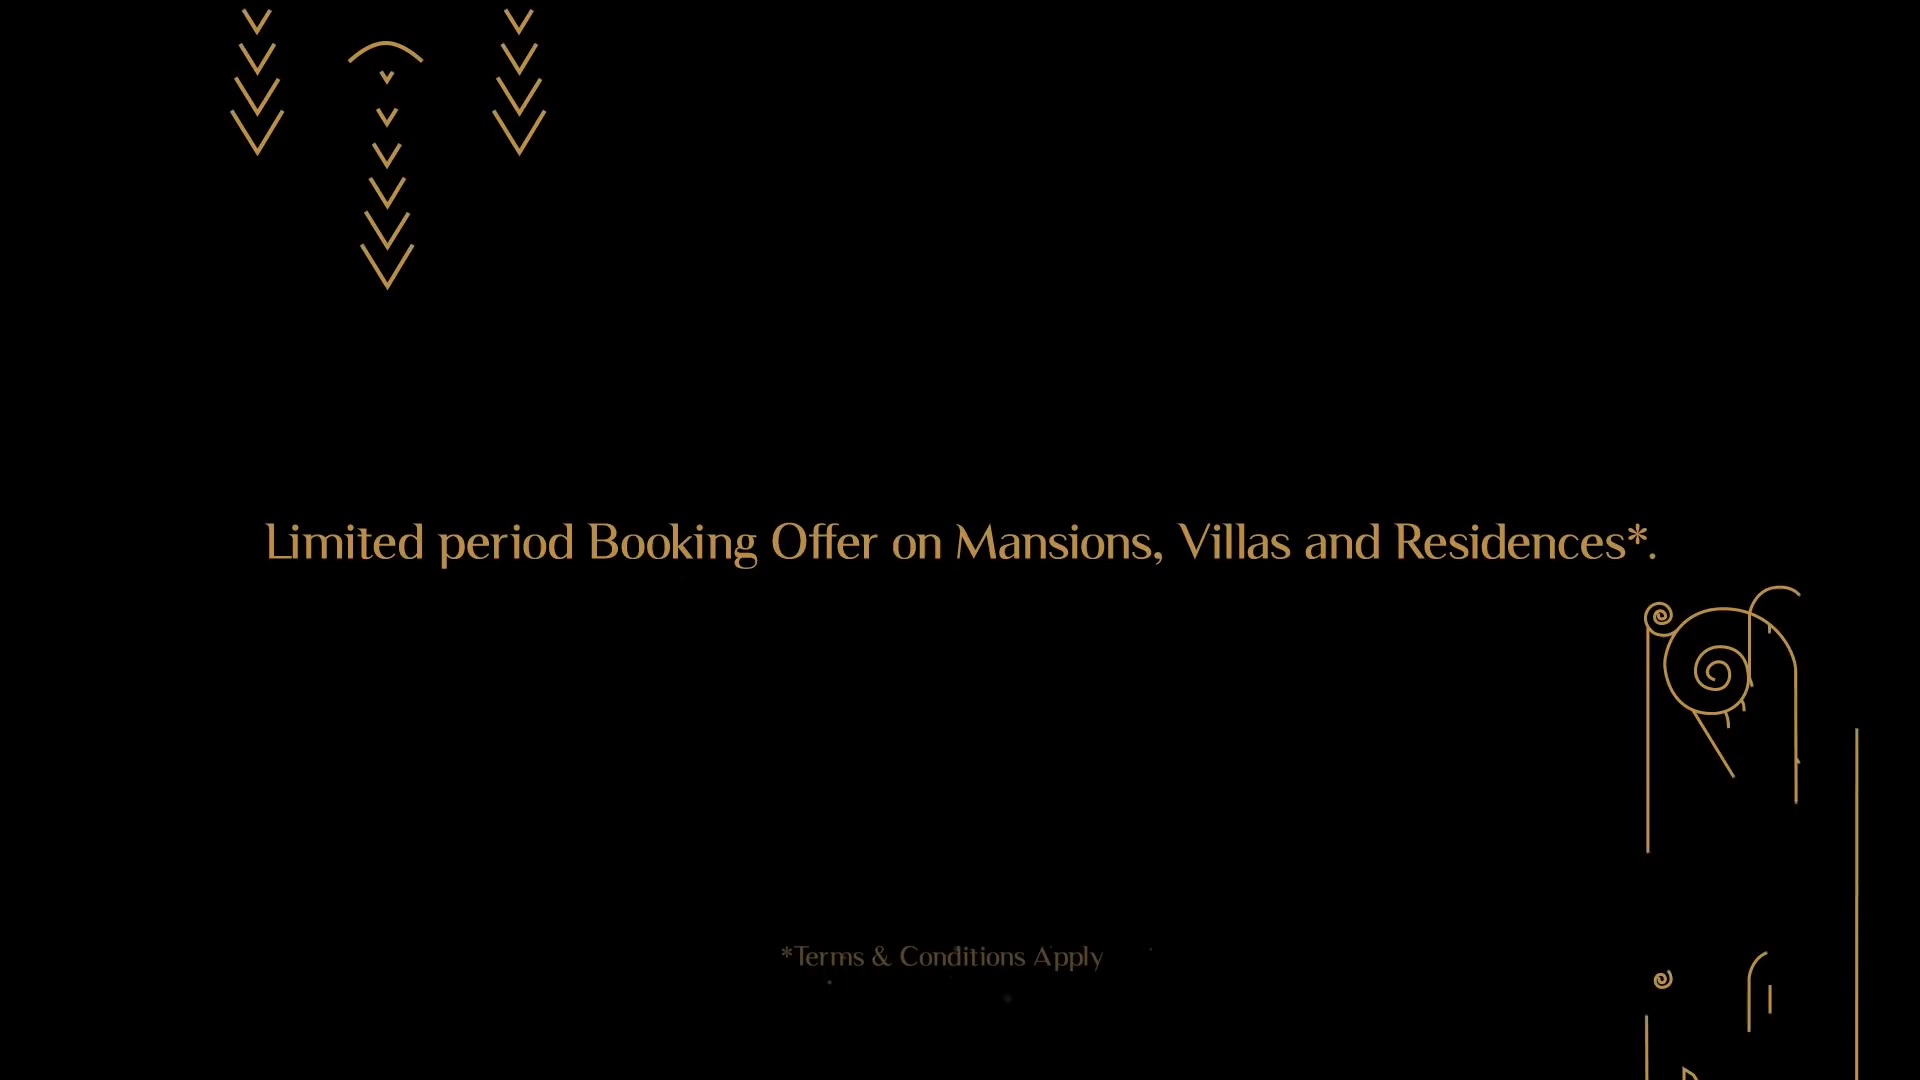 Limited period Booking Offer on Mansions, Villas and Residences*.
*Terms & Conditions Apply